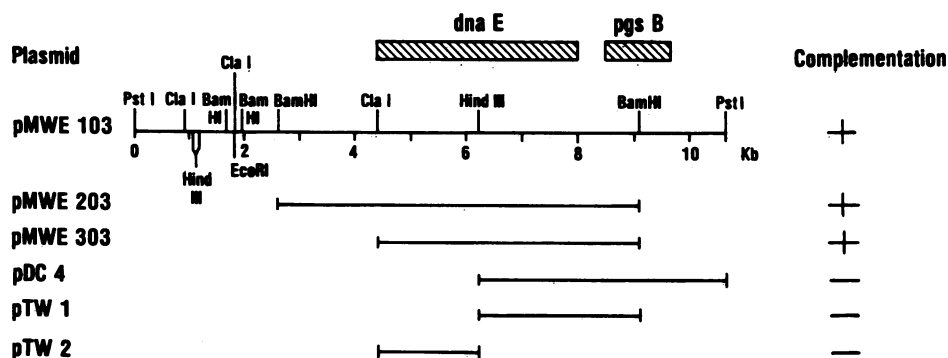 dna E pgs B
Plasmid Complementation
Cla I
Pst I Cla I Bam HI Bam HI BamHI Cla I Hind III BamHI Pst I
pMWE 103 +
0 2 4 6 8 10 Kb
Hind III EcoRI
pMWE 203 +
pMWE 303 +
pDC 4 —
pTW 1 —
pTW 2 —